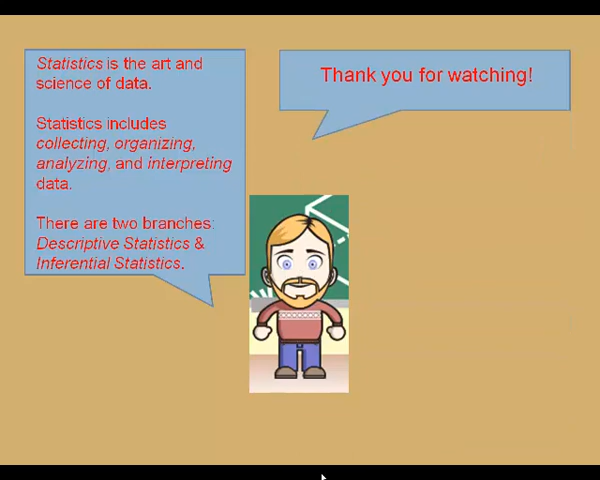 Statistics is the art and
science of data.
Statistics includes
collecting, organizing,
analyzing, and interpreting
data.
There are two branches:
Descriptive Statistics &
Inferential Statistics.
Thank you for watching!